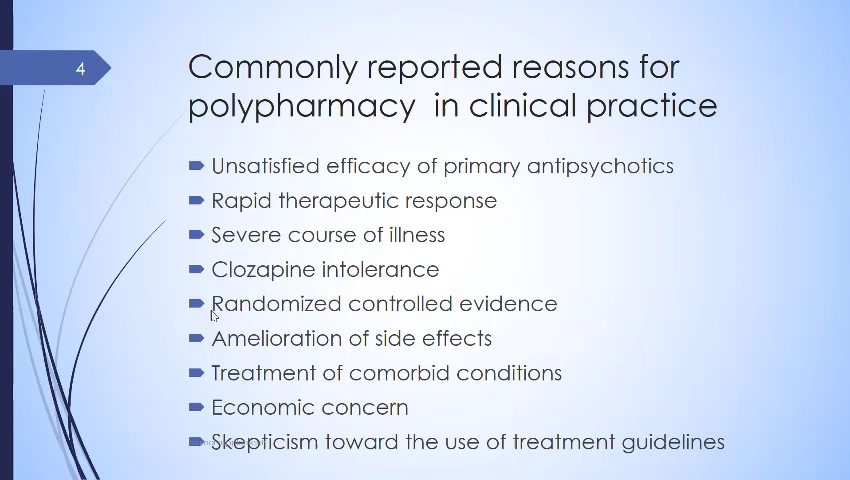 4
Commonly reported reasons for
polypharmacy in clinical practice
Unsatisfied efficacy of primary antipsychotics
Rapid therapeutic response
Severe course of illness
Clozapine intolerance
Randomized controlled evidence
Amelioration of side effects
Treatment of comorbid conditions
Economic concern
Skepticism toward the use of treatment guidelines